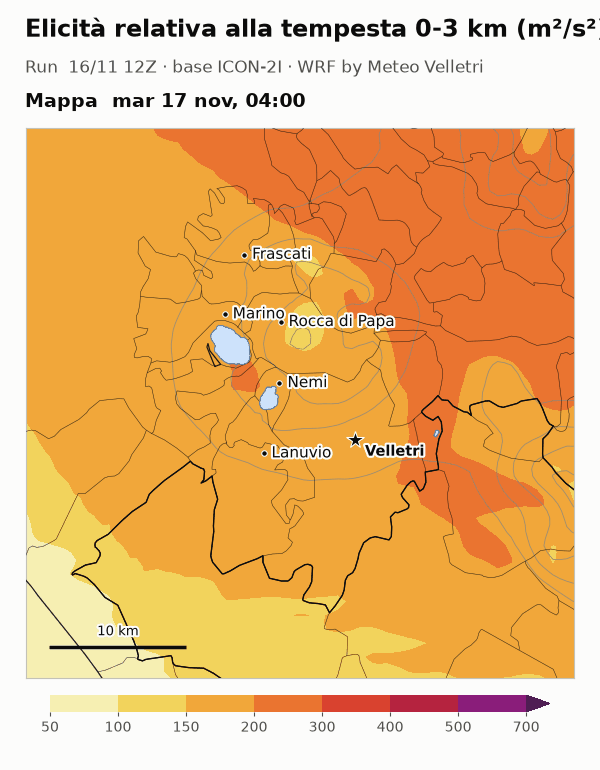 Elicità relativa alla tempesta 0-3 km (m²/s²)
Run 16/11 12Z · base ICON-2I · WRF by Meteo Velletri
Mappa mar 17 nov, 04:00
Frascati
Marino
Rocca di Papa
Nemi
Velletri
Lanuvio
10 km
50 100 150 200 300 400 500 700